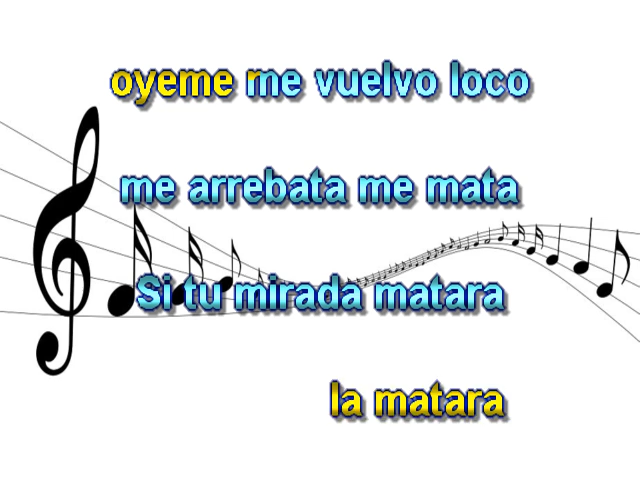 oyeme me vuelvo loco
me arrebata me mata
Si tu mirada matara
la matara